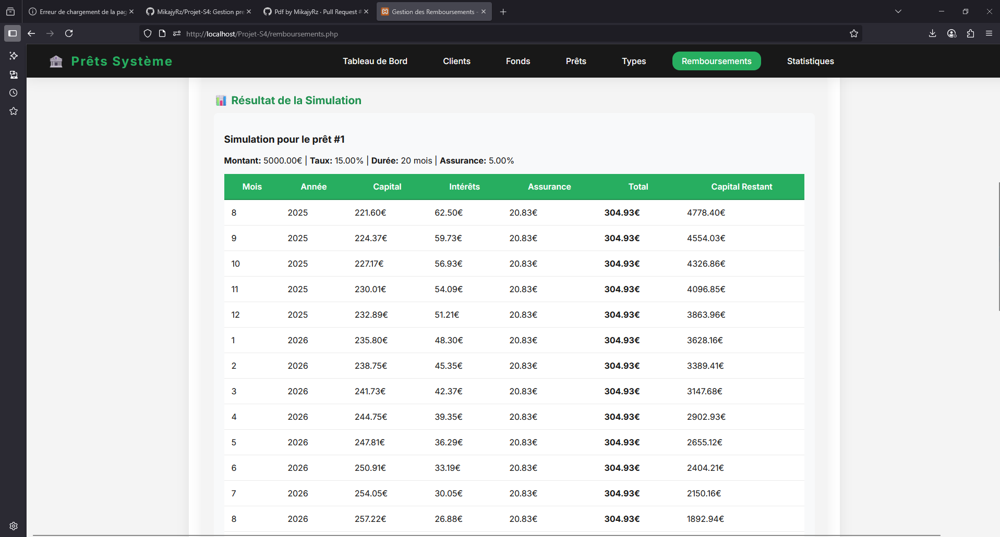 Erreur de chargement de la pag
MikajyRz/Projet-S4: Gestion pre
Pdf by MikajyRz · Pull Request #
Gestion des Remboursements -
http://localhost/Projet-S4/remboursements.php
Prêts Système
Tableau de Bord
Clients
Fonds
Prêts
Types
Remboursements
Statistiques
Résultat de la Simulation
Simulation pour le prêt #1
Montant: 5000.00€ | Taux: 15.00% | Durée: 20 mois | Assurance: 5.00%
Mois Année Capital Intérêts Assurance Total Capital Restant
8 2025 221.60€ 62.50€ 20.83€ 304.93€ 4778.40€
9 2025 224.37€ 59.73€ 20.83€ 304.93€ 4554.03€
10 2025 227.17€ 56.93€ 20.83€ 304.93€ 4326.86€
11 2025 230.01€ 54.09€ 20.83€ 304.93€ 4096.85€
12 2025 232.89€ 51.21€ 20.83€ 304.93€ 3863.96€
1 2026 235.80€ 48.30€ 20.83€ 304.93€ 3628.16€
2 2026 238.75€ 45.35€ 20.83€ 304.93€ 3389.41€
3 2026 241.73€ 42.37€ 20.83€ 304.93€ 3147.68€
4 2026 244.75€ 39.35€ 20.83€ 304.93€ 2902.93€
5 2026 247.81€ 36.29€ 20.83€ 304.93€ 2655.12€
6 2026 250.91€ 33.19€ 20.83€ 304.93€ 2404.21€
7 2026 254.05€ 30.05€ 20.83€ 304.93€ 2150.16€
8 2026 257.22€ 26.88€ 20.83€ 304.93€ 1892.94€